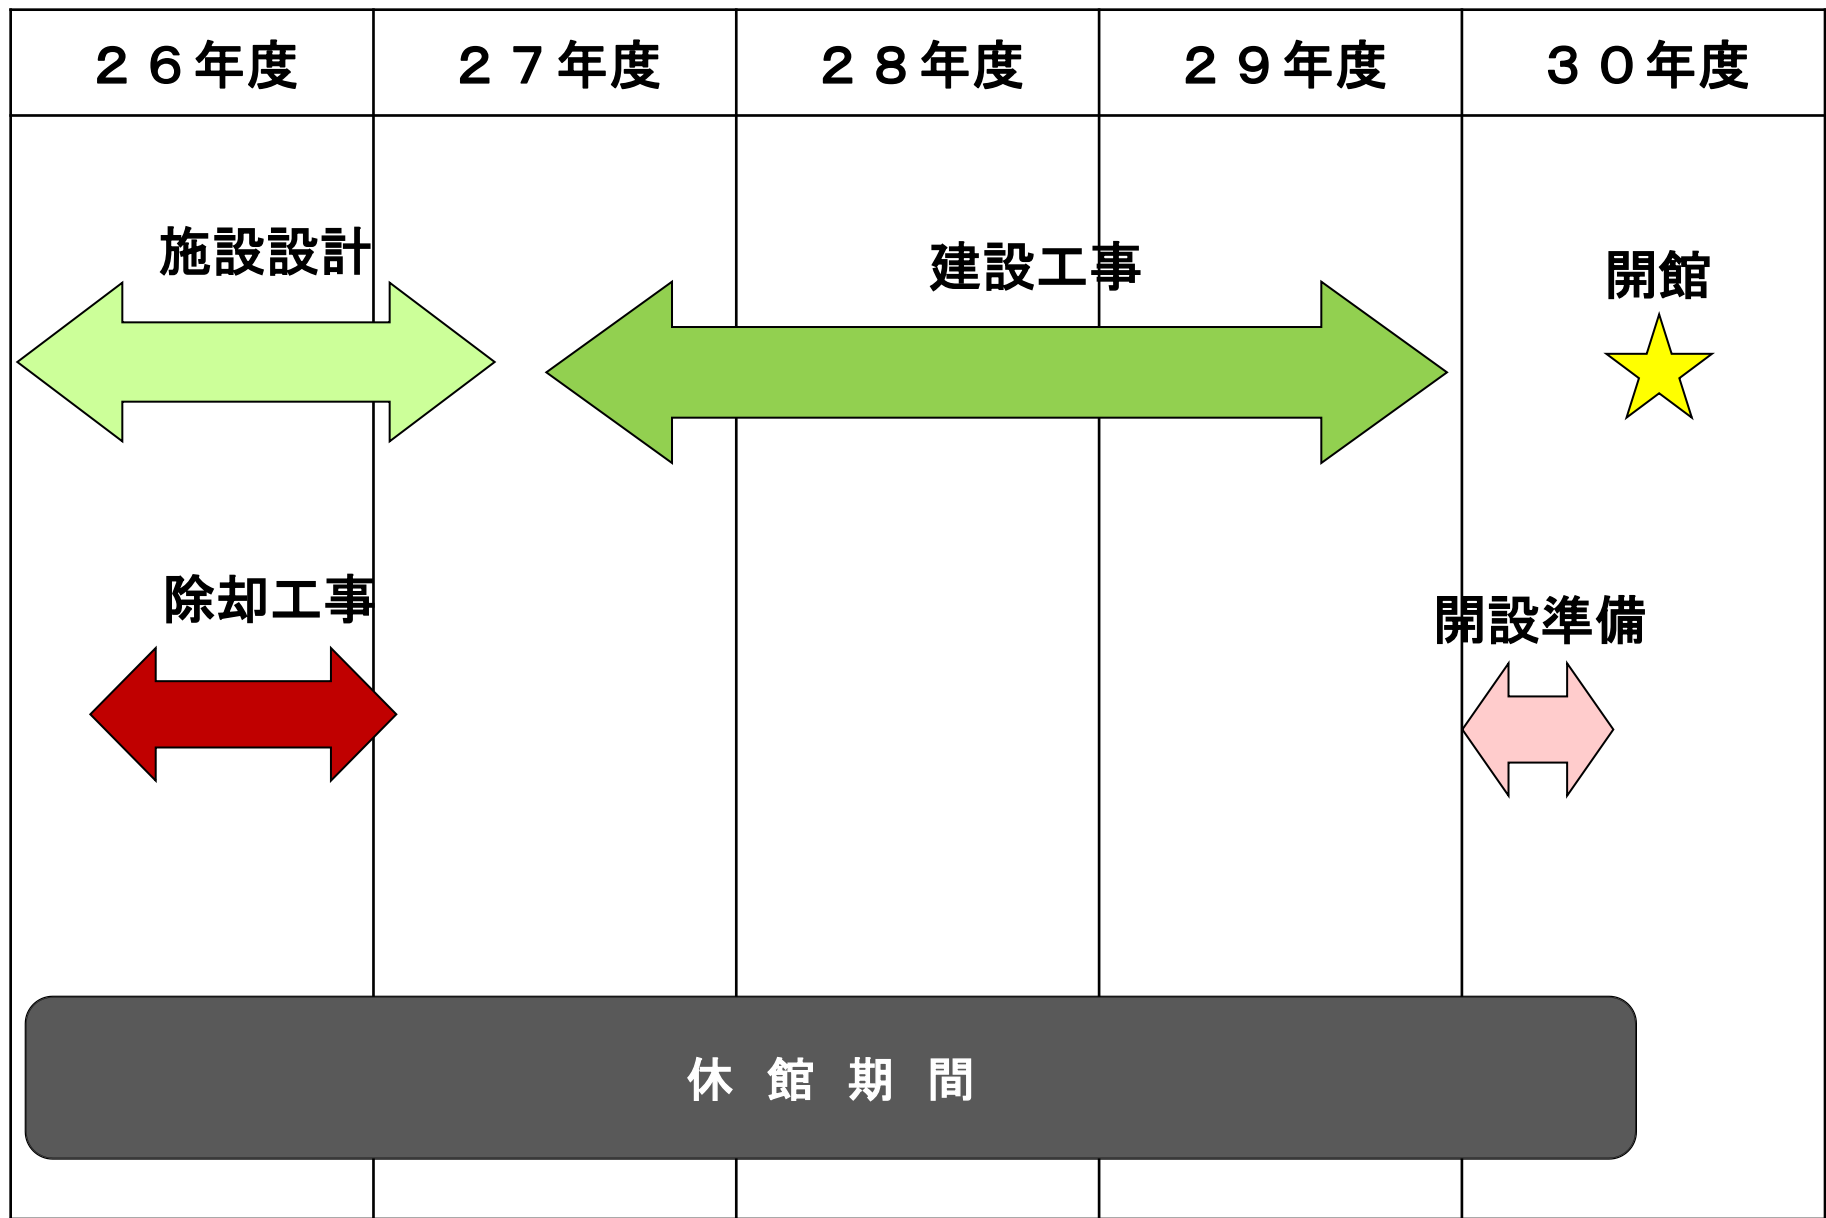 ２６年度 ２７年度 ２８年度 ２９年度 ３０年度
施設設計
建設工事
開館
除却工事
開設準備
休 館 期 間